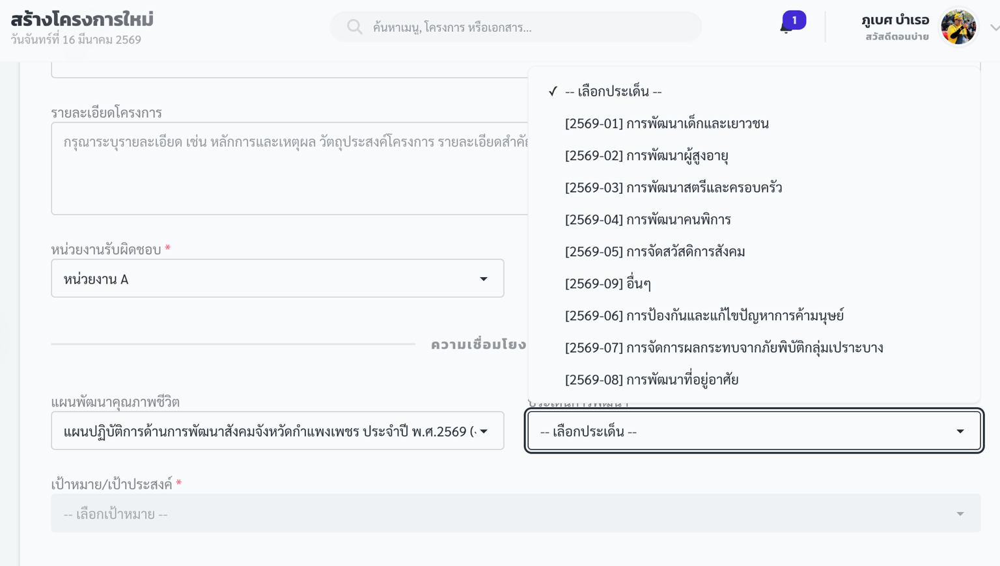 สร้างโครงการใหม่
วันจันทร์ที่ 16 มีนาคม 2569
ค้นหาเมนู, โครงการ หรือเอกสาร...
1
ภูเบศ บำเรอ
สวัสดีตอนบ่าย
รายละเอียดโครงการ
กรุณาระบุรายละเอียด เช่น หลักการและเหตุผล วัตถุประสงค์โครงการ รายละเอียดสำคัญ
หน่วยงานรับผิดชอบ *
หน่วยงาน A
ความเชื่อมโยง
✓ -- เลือกประเด็น --
[2569-01] การพัฒนาเด็กและเยาวชน
[2569-02] การพัฒนาผู้สูงอายุ
[2569-03] การพัฒนาสตรีและครอบครัว
[2569-04] การพัฒนาคนพิการ
[2569-05] การจัดสวัสดิการสังคม
[2569-09] อื่นๆ
[2569-06] การป้องกันและแก้ไขปัญหาการค้ามนุษย์
[2569-07] การจัดการผลกระทบจากภัยพิบัติกลุ่มเปราะบาง
[2569-08] การพัฒนาที่อยู่อาศัย
แผนพัฒนาคุณภาพชีวิต
แผนปฏิบัติการด้านการพัฒนาสังคมจังหวัดกำแพงเพชร ประจำปี พ.ศ.2569 (
ประเด็นการพัฒนา
-- เลือกประเด็น --
เป้าหมาย/เป้าประสงค์ *
-- เลือกเป้าหมาย --